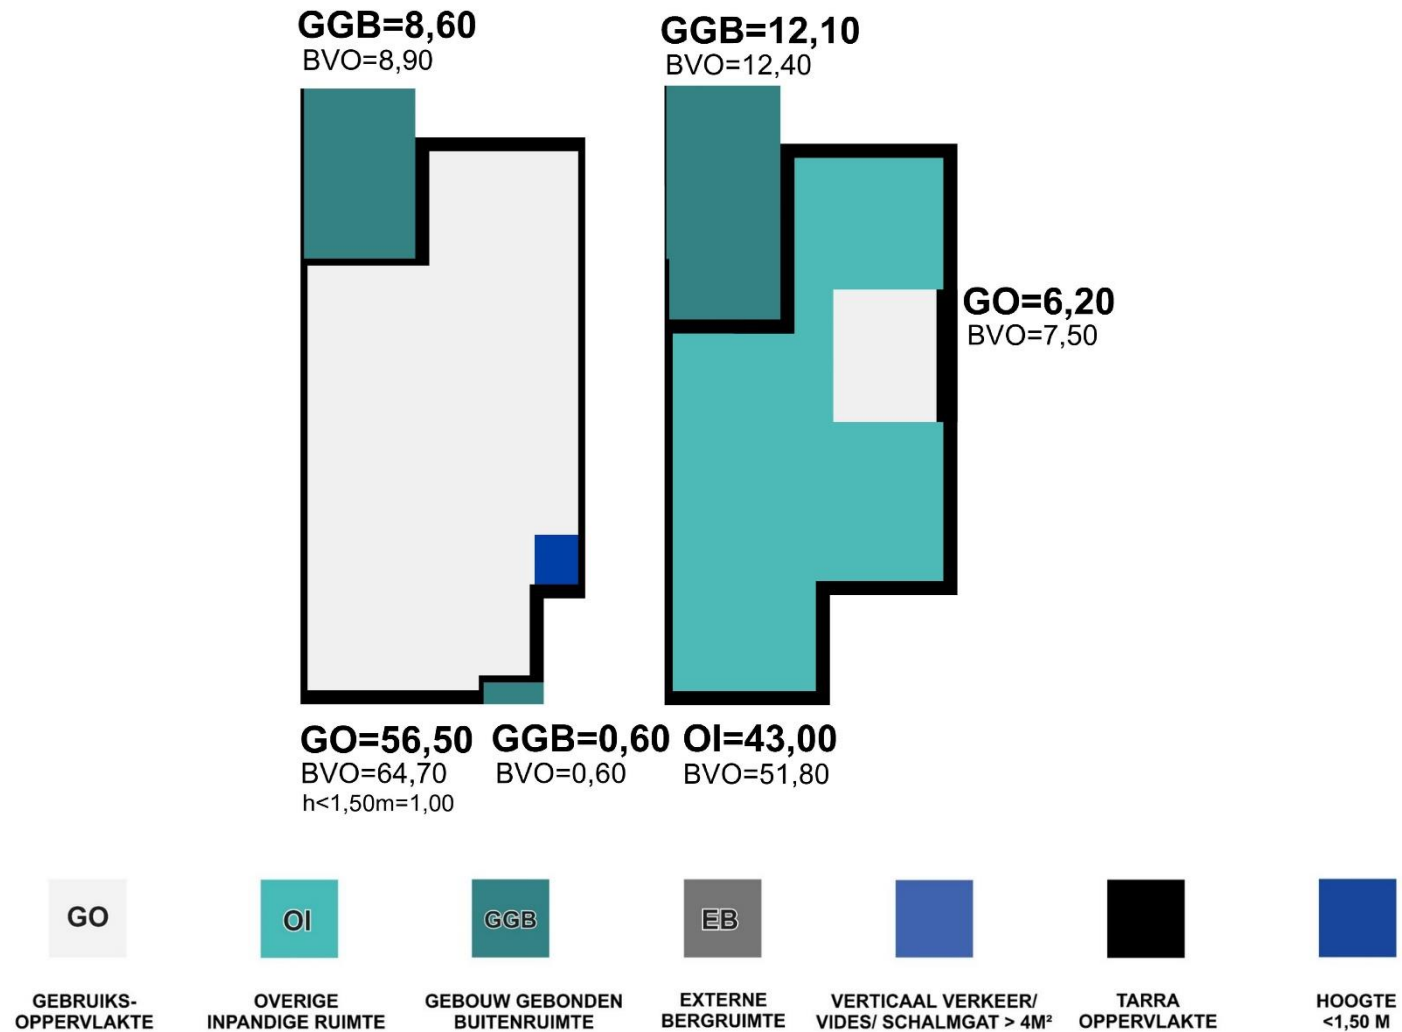 GGB=8,60
BVO=8,90
GGB=12,10
BVO=12,40
GO=6,20
BVO=7,50
GO=56,50
BVO=64,70
h<1,50m=1,00
GGB=0,60
BVO=0,60
OI=43,00
BVO=51,80
GO
GEBRUIKS-
OPPERVLAKTE
OI
OVERIGE
INPANDIGE RUIMTE
GGB
GEBOUW GEBONDEN
BUITENRUIMTE
EB
EXTERNE
BERGRUIMTE
VERTICAAL VERKEER/
VIDES/ SCHALMGAT > 4M²
TARRA
OPPERVLAKTE
HOOGTE
<1,50 M